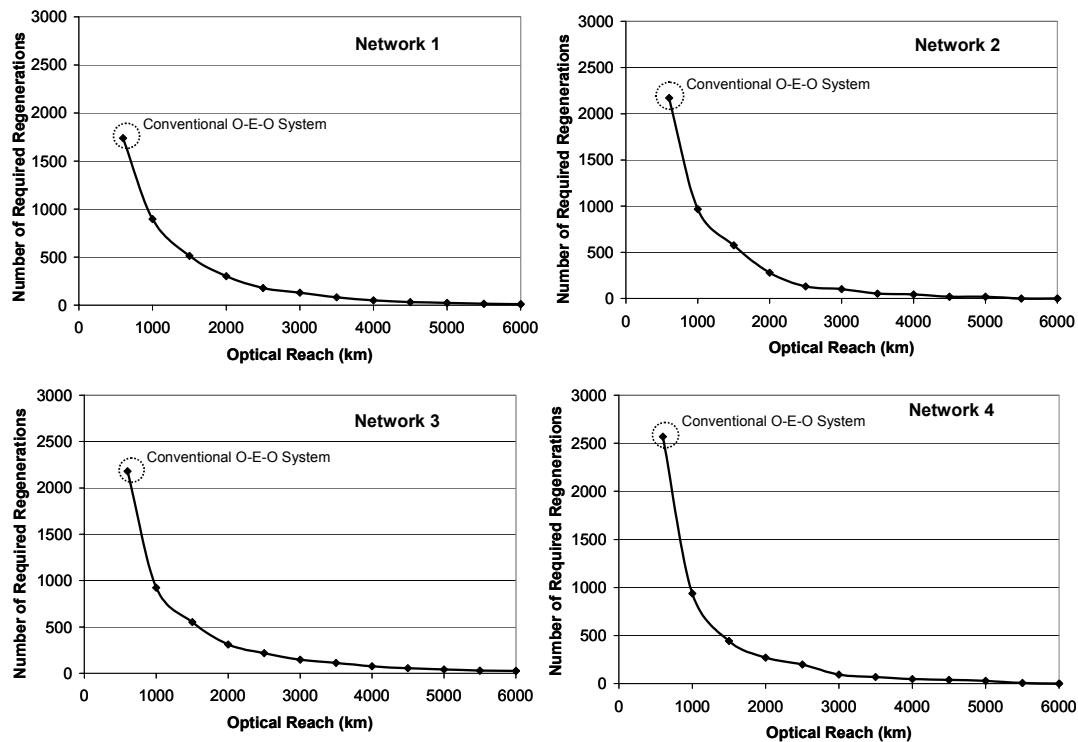 Network 1
Number of Required Regenerations
3000
2500
2000
1500
1000
500
0
Conventional O-E-O System
0 1000 2000 3000 4000 5000 6000
Optical Reach (km)
Network 2
Number of Required Regenerations
3000
2500
2000
1500
1000
500
0
Conventional O-E-O System
0 1000 2000 3000 4000 5000 6000
Optical Reach (km)
Network 3
Number of Required Regenerations
3000
2500
2000
1500
1000
500
0
Conventional O-E-O System
0 1000 2000 3000 4000 5000 6000
Optical Reach (km)
Network 4
Number of Required Regenerations
3000
2500
2000
1500
1000
500
0
Conventional O-E-O System
0 1000 2000 3000 4000 5000 6000
Optical Reach (km)